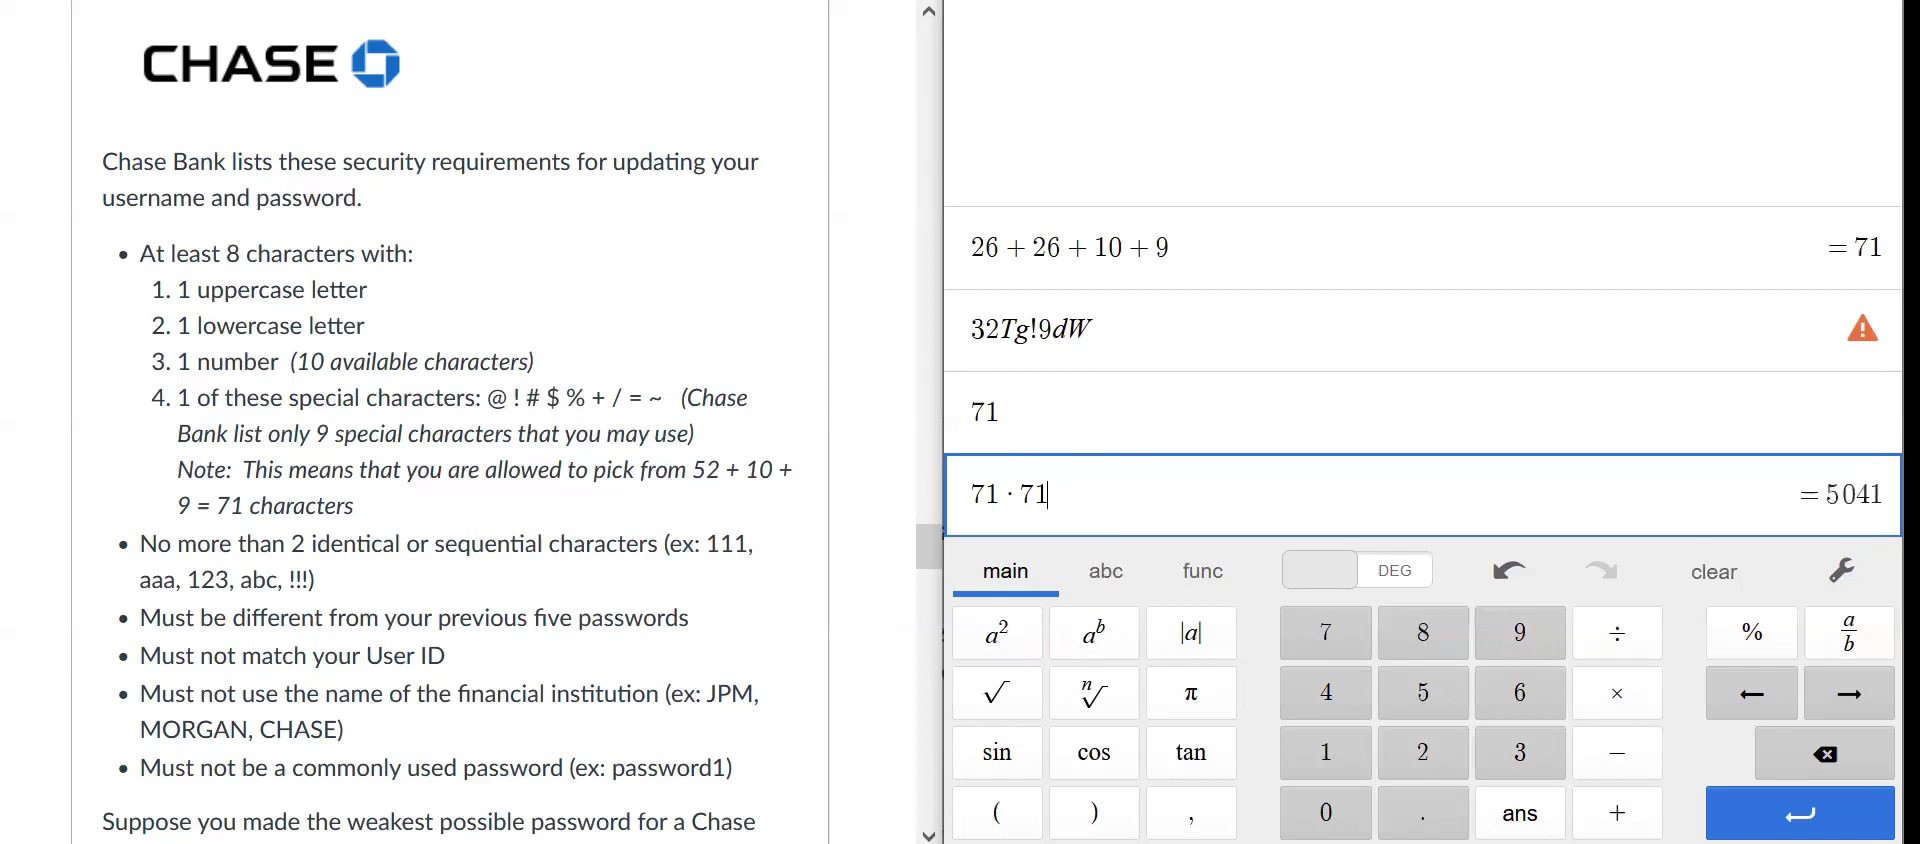 CHASE
Chase Bank lists these security requirements for updating your
username and password.
• At least 8 characters with:
1. 1 uppercase letter
2. 1 lowercase letter
3. 1 number (10 available characters)
4. 1 of these special characters: @ ! # $ % + / = ~ (Chase
Bank list only 9 special characters that you may use)
Note: This means that you are allowed to pick from 52 + 10 +
9 = 71 characters
• No more than 2 identical or sequential characters (ex: 111,
aaa, 123, abc, !!!)
• Must be different from your previous five passwords
• Must not match your User ID
• Must not use the name of the financial institution (ex: JPM,
MORGAN, CHASE)
• Must not be a commonly used password (ex: password1)
Suppose you made the weakest possible password for a Chase
26 + 26 + 10 + 9 = 71
32Tg!9dW
71
71 · 71 = 5041
main abc func DEG clear
a² aᵇ |a| 7 8 9 ÷ % a/b
√ ⁿ√ π 4 5 6 × ← →
sin cos tan 1 2 3 −
( ) , 0 . ans +